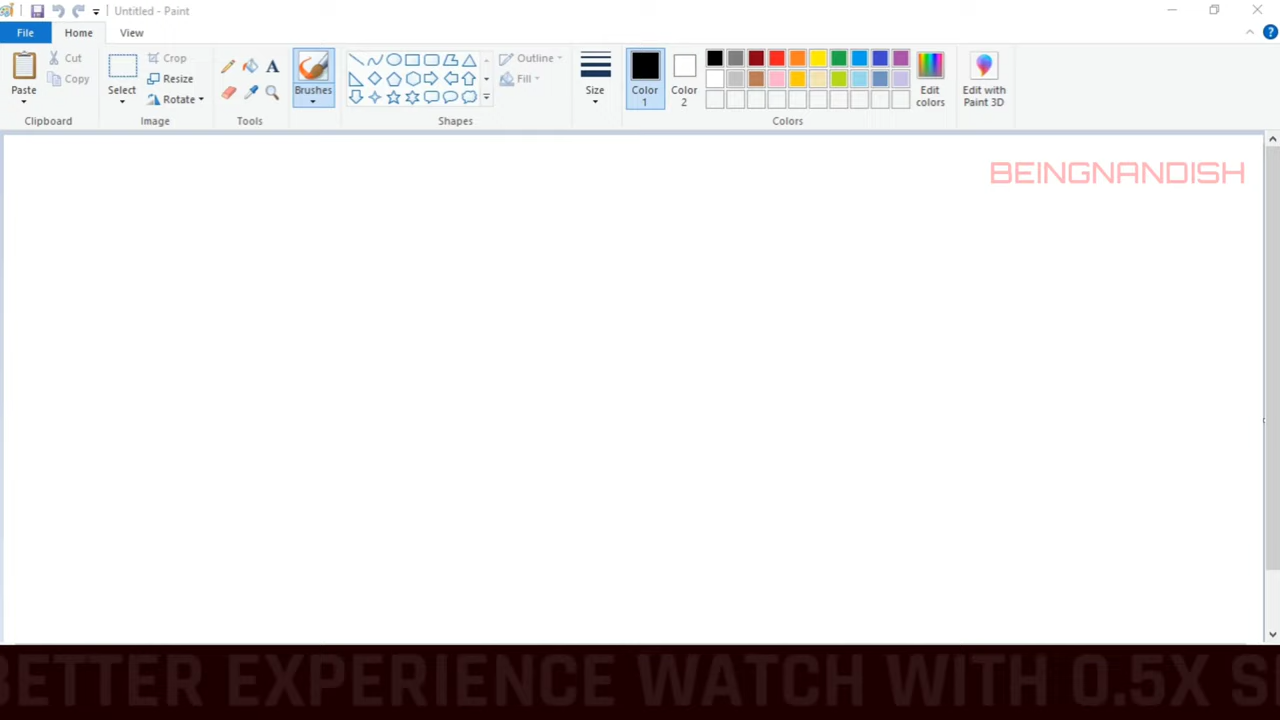 Untitled - Paint
File Home View
Paste
Cut
Copy
Clipboard
Select
Crop
Resize
Rotate
Image
A
Tools
Brushes
Shapes
Outline
Fill
Size
Color 1
Color 2
Colors
Edit colors
Edit with Paint 3D
BEINGNANDISH
BETTER EXPERIENCE WATCH WITH 0.5X